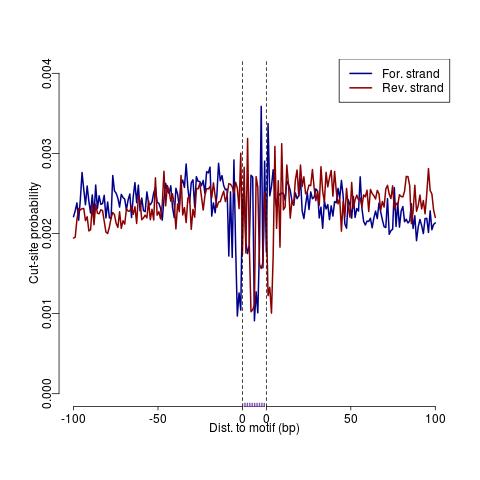 For. strand
Rev. strand
Cut-site probability
0.004
0.003
0.002
0.001
0.000
-100 -50 0 0 50 100
Dist. to motif (bp)